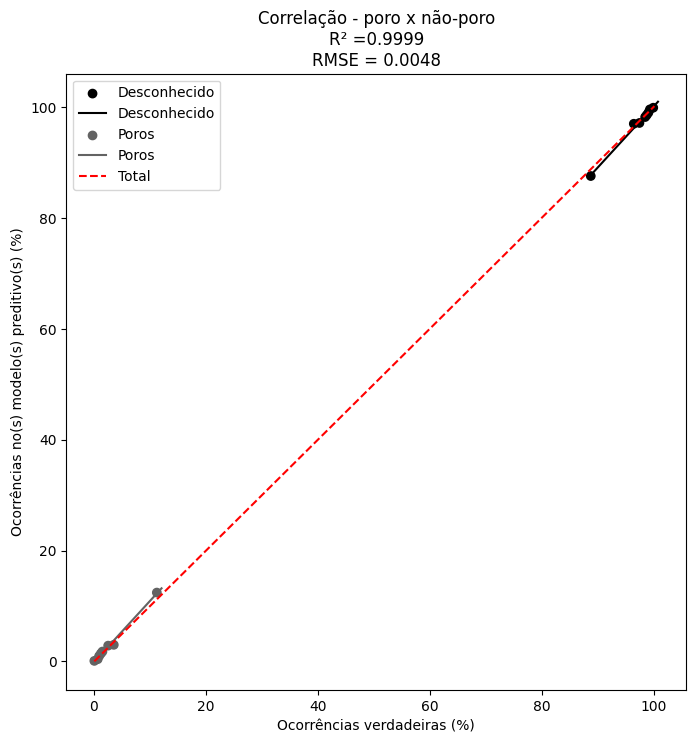 Correlação - poro x não-poro
R² =0.9999
RMSE = 0.0048
Desconhecido
Desconhecido
Poros
Poros
Total
100
80
60
40
20
0
Ocorrências no(s) modelo(s) preditivo(s) (%)
0 20 40 60 80 100
Ocorrências verdadeiras (%)